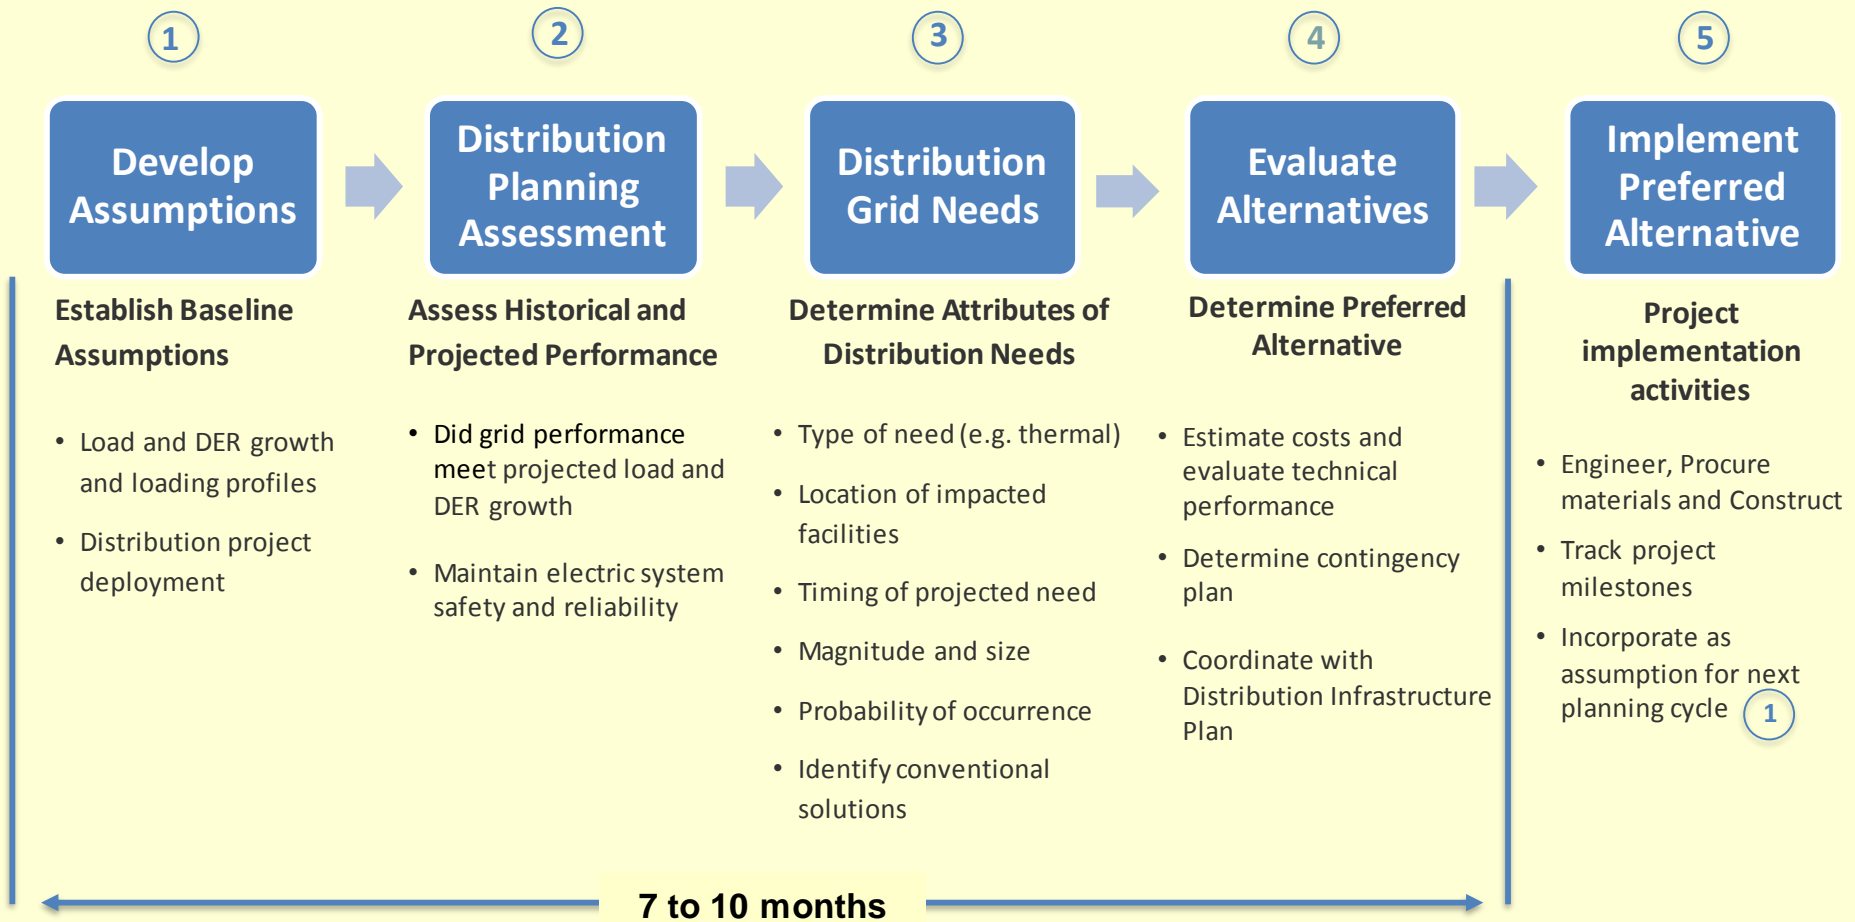 1
Develop
Assumptions
Establish Baseline
Assumptions
• Load and DER growth
and loading profiles
• Distribution project
deployment
2
Distribution
Planning
Assessment
Assess Historical and
Projected Performance
• Did grid performance
meet projected load and
DER growth
• Maintain electric system
safety and reliability
3
Distribution
Grid Needs
Determine Attributes of
Distribution Needs
• Type of need (e.g. thermal)
• Location of impacted
facilities
• Timing of projected need
• Magnitude and size
• Probability of occurrence
• Identify conventional
solutions
4
Evaluate
Alternatives
Determine Preferred
Alternative
• Estimate costs and
evaluate technical
performance
• Determine contingency
plan
• Coordinate with
Distribution Infrastructure
Plan
5
Implement
Preferred
Alternative
Project
implementation
activities
• Engineer, Procure
materials and Construct
• Track project
milestones
• Incorporate as
assumption for next
planning cycle 1
7 to 10 months